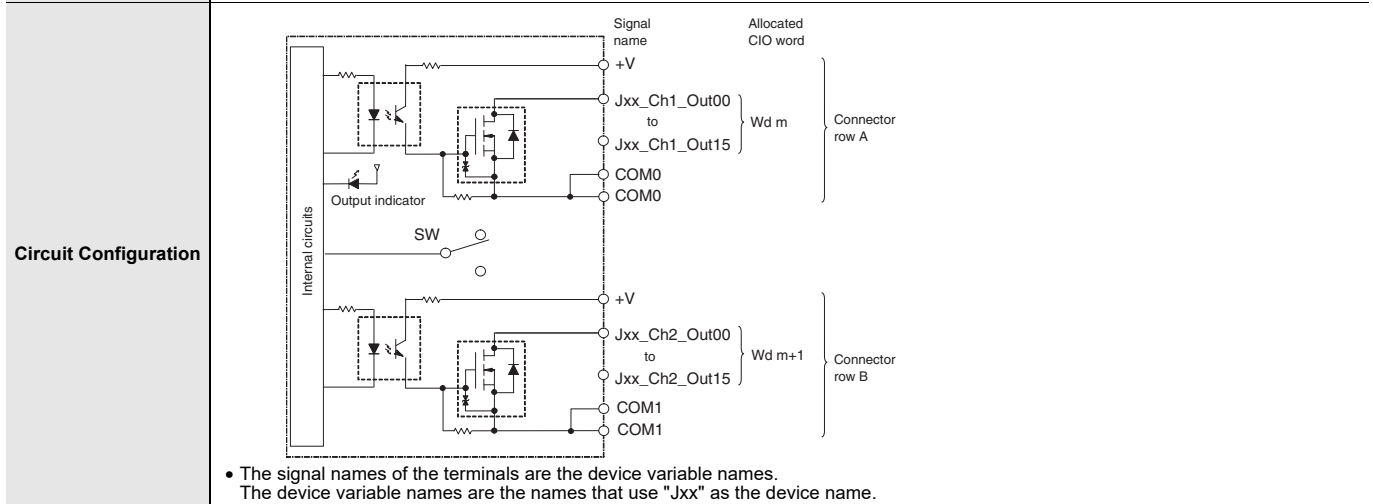 Circuit Configuration
Signal
name
Allocated
CIO word
+V
Jxx_Ch1_Out00
to
Jxx_Ch1_Out15
Wd m
Connector
row A
COM0
COM0
Output indicator
Internal circuits
SW
+V
Jxx_Ch2_Out00
to
Jxx_Ch2_Out15
Wd m+1
Connector
row B
COM1
COM1
• The signal names of the terminals are the device variable names.
The device variable names are the names that use "Jxx" as the device name.